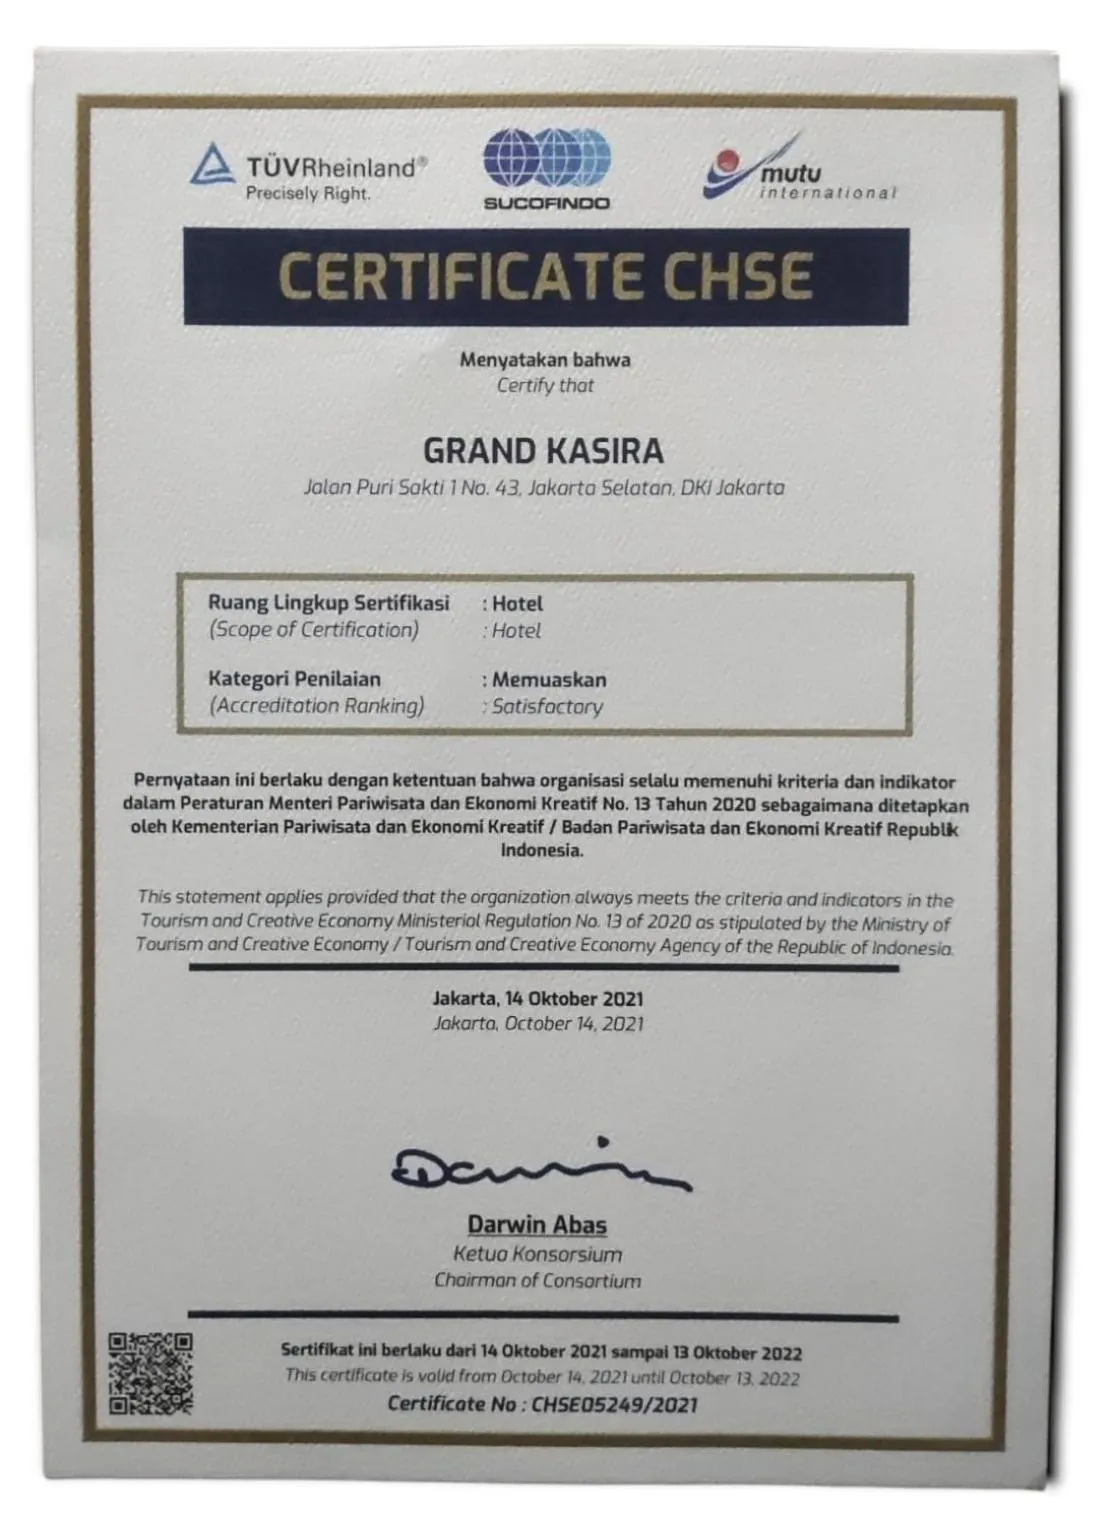 TÜVRheinland®
Precisely Right.
SUCOFINDO
mutu
international
CERTIFICATE CHSE
Menyatakan bahwa
Certify that
GRAND KASIRA
Jalan Puri Sakti 1 No. 43, Jakarta Selatan, DKI Jakarta
Ruang Lingkup Sertifikasi : Hotel
(Scope of Certification) : Hotel
Kategori Penilaian : Memuaskan
(Accreditation Ranking) : Satisfactory
Pernyataan ini berlaku dengan ketentuan bahwa organisasi selalu memenuhi kriteria dan indikator
dalam Peraturan Menteri Pariwisata dan Ekonomi Kreatif No. 13 Tahun 2020 sebagaimana ditetapkan
oleh Kementerian Pariwisata dan Ekonomi Kreatif / Badan Pariwisata dan Ekonomi Kreatif Republik
Indonesia.
This statement applies provided that the organization always meets the criteria and indicators in the
Tourism and Creative Economy Ministerial Regulation No. 13 of 2020 as stipulated by the Ministry of
Tourism and Creative Economy / Tourism and Creative Economy Agency of the Republic of Indonesia.
Jakarta, 14 Oktober 2021
Jakarta, October 14, 2021
Darwin
Darwin Abas
Ketua Konsorsium
Chairman of Consortium
Sertifikat ini berlaku dari 14 Oktober 2021 sampai 13 Oktober 2022
This certificate is valid from October 14, 2021 until October 13, 2022
Certificate No : CHSE05249/2021